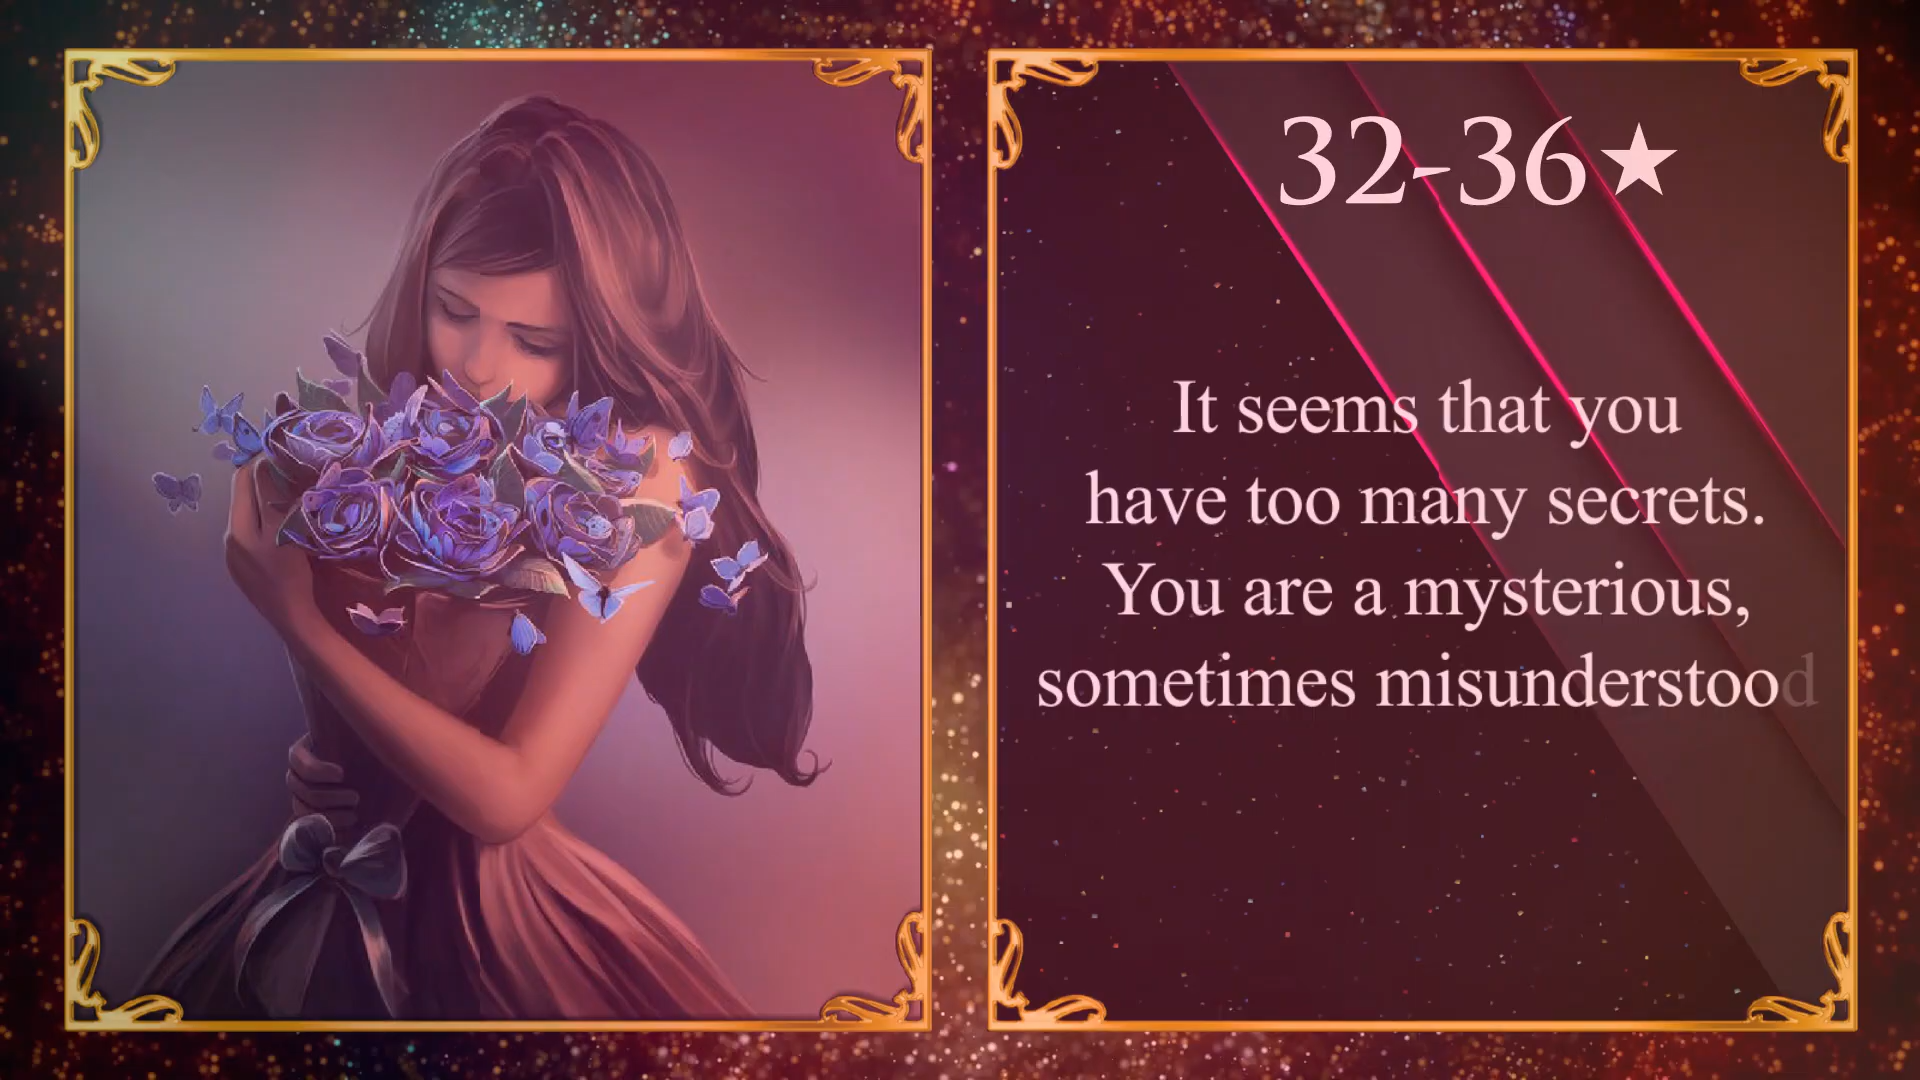 32-36★
It seems that you
have too many secrets.
You are a mysterious,
sometimes misunderstood